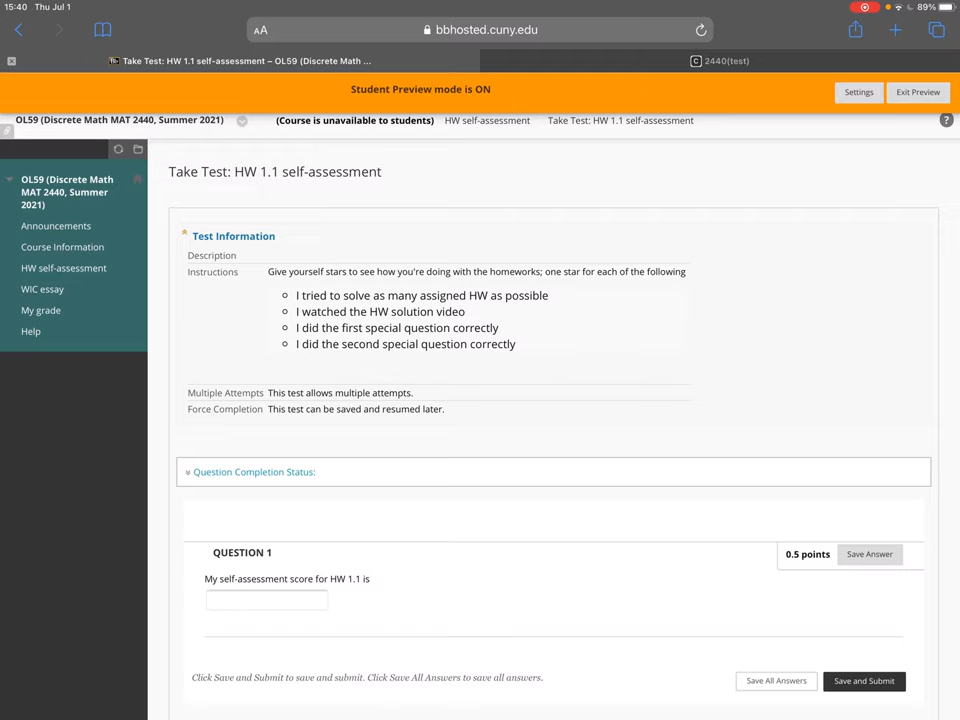 15:40 Thu Jul 1
89%
AA
bbhosted.cuny.edu
Bb Take Test: HW 1.1 self-assessment – OL59 (Discrete Math ...
C 2440(test)
Student Preview mode is ON
Settings
Exit Preview
OL59 (Discrete Math MAT 2440, Summer 2021)
(Course is unavailable to students)
HW self-assessment
Take Test: HW 1.1 self-assessment
?
OL59 (Discrete Math
MAT 2440, Summer
2021)
Announcements
Course Information
HW self-assessment
WIC essay
My grade
Help
Take Test: HW 1.1 self-assessment
Test Information
Description
Instructions Give yourself stars to see how you're doing with the homeworks; one star for each of the following
I tried to solve as many assigned HW as possible
I watched the HW solution video
I did the first special question correctly
I did the second special question correctly
Multiple Attempts This test allows multiple attempts.
Force Completion This test can be saved and resumed later.
Question Completion Status:
QUESTION 1
0.5 points
Save Answer
My self-assessment score for HW 1.1 is
Click Save and Submit to save and submit. Click Save All Answers to save all answers.
Save All Answers
Save and Submit